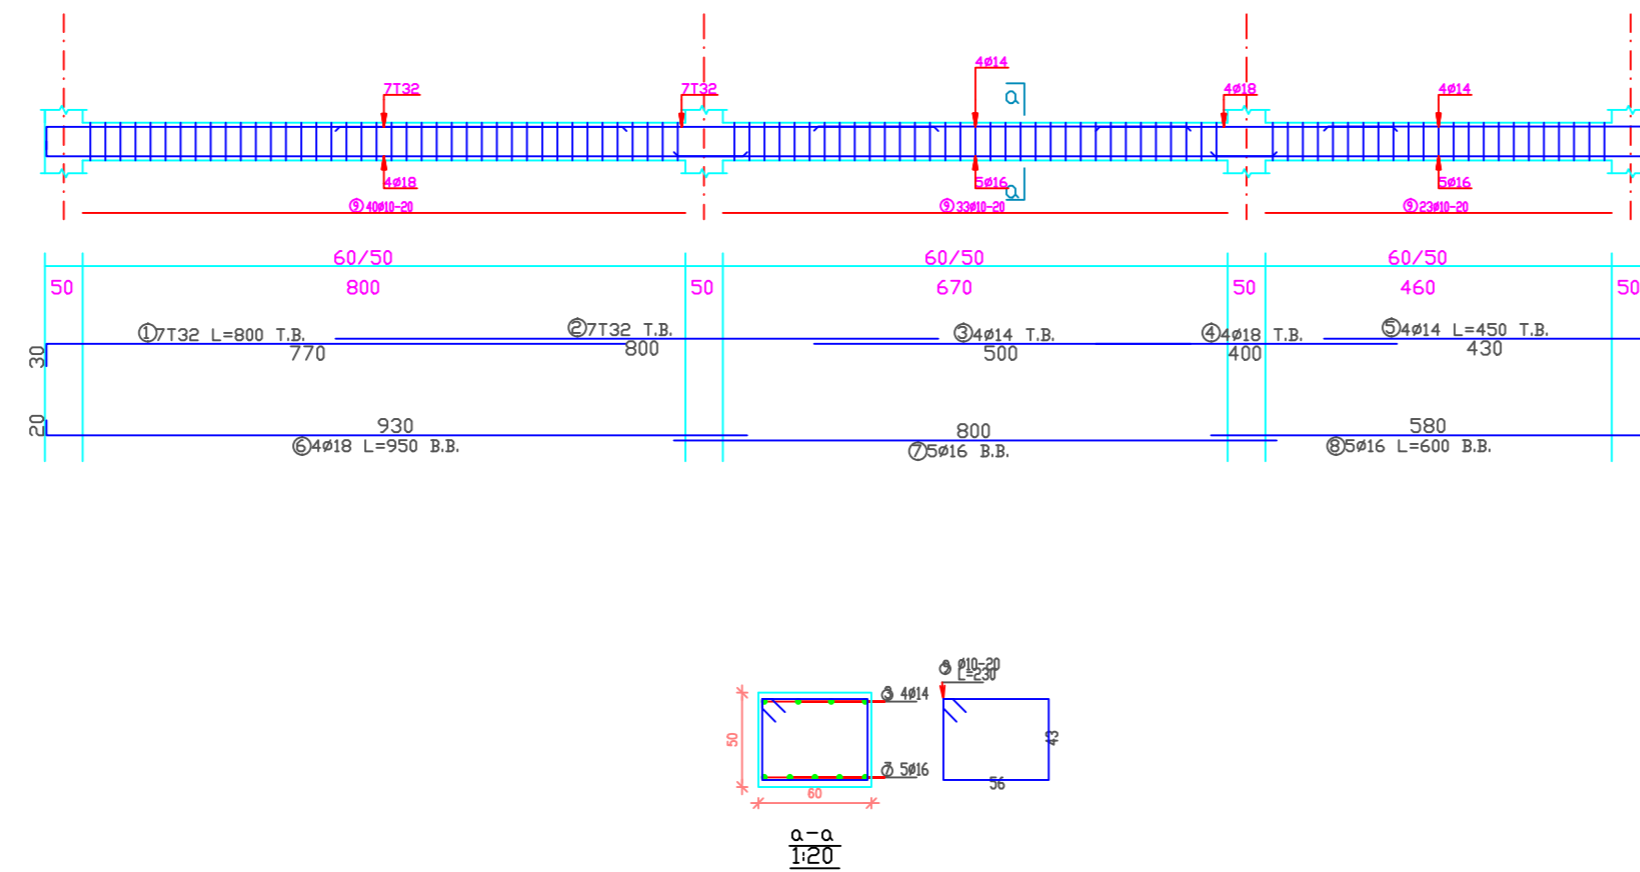 4ø14
7T32 7T32 4ø18 4ø14
a
4ø18 5ø16 5ø16
a
⑨40ø10-20 ⑨33ø10-20 ⑨23ø10-20
60/50 60/50 60/50
50 800 50 670 50 460 50
①7T32 L=800 T.B. ②7T32 T.B. ③4ø14 T.B. ④4ø18 T.B. ⑤4ø14 L=450 T.B.
30 770 800 500 400 430
20 930 800 580
⑥4ø18 L=950 B.B. ⑦5ø16 B.B. ⑧5ø16 L=600 B.B.
⑨ ø10-20
L=230
③ 4ø14
50
43
⑦ 5ø16
60
56
a-a
1:20